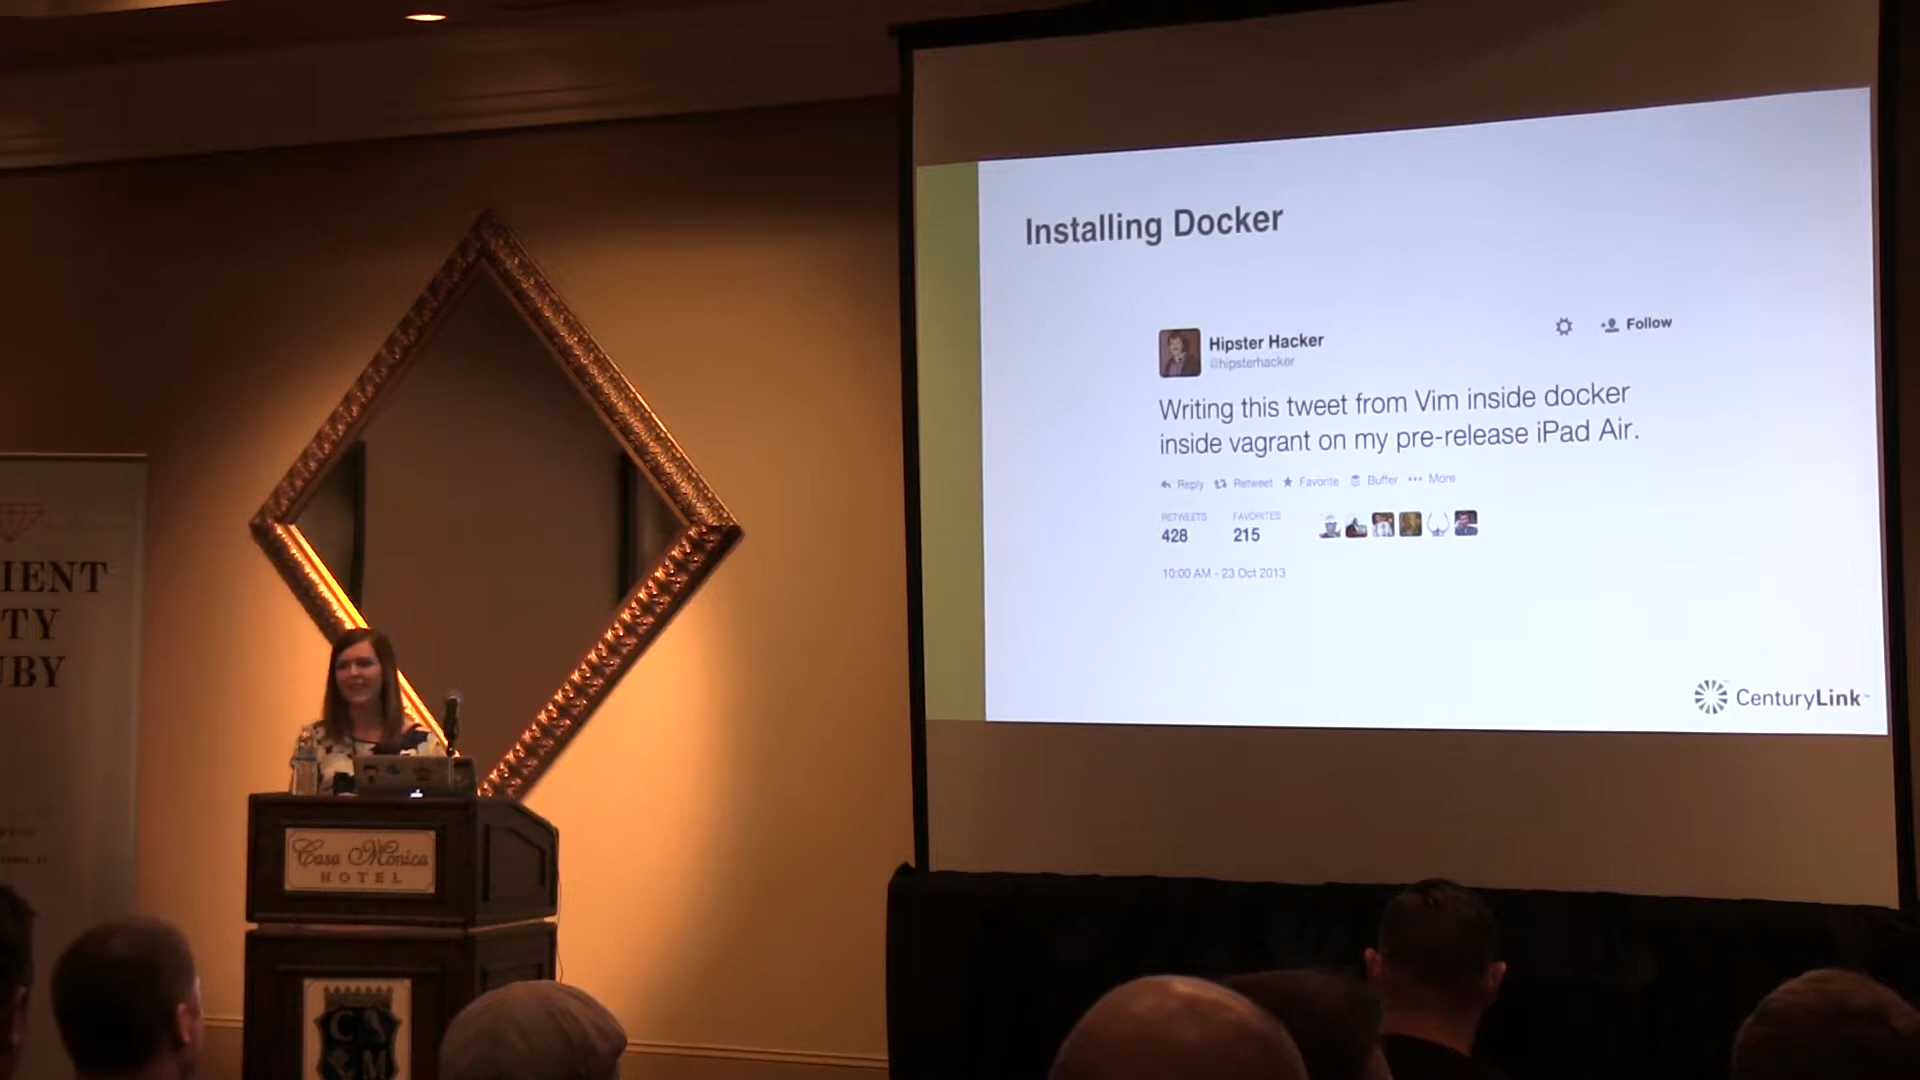 Installing Docker
Hipster Hacker
@hipsterhacker
Follow
Writing this tweet from Vim inside docker
inside vagrant on my pre-release iPad Air.
Reply Retweet Favorite Buffer More
RETWEETS FAVORITES
428 215
10:00 AM - 23 Oct 2013
CenturyLink
IENT
TY
UBY
Casa Monica
HOTEL
C
M